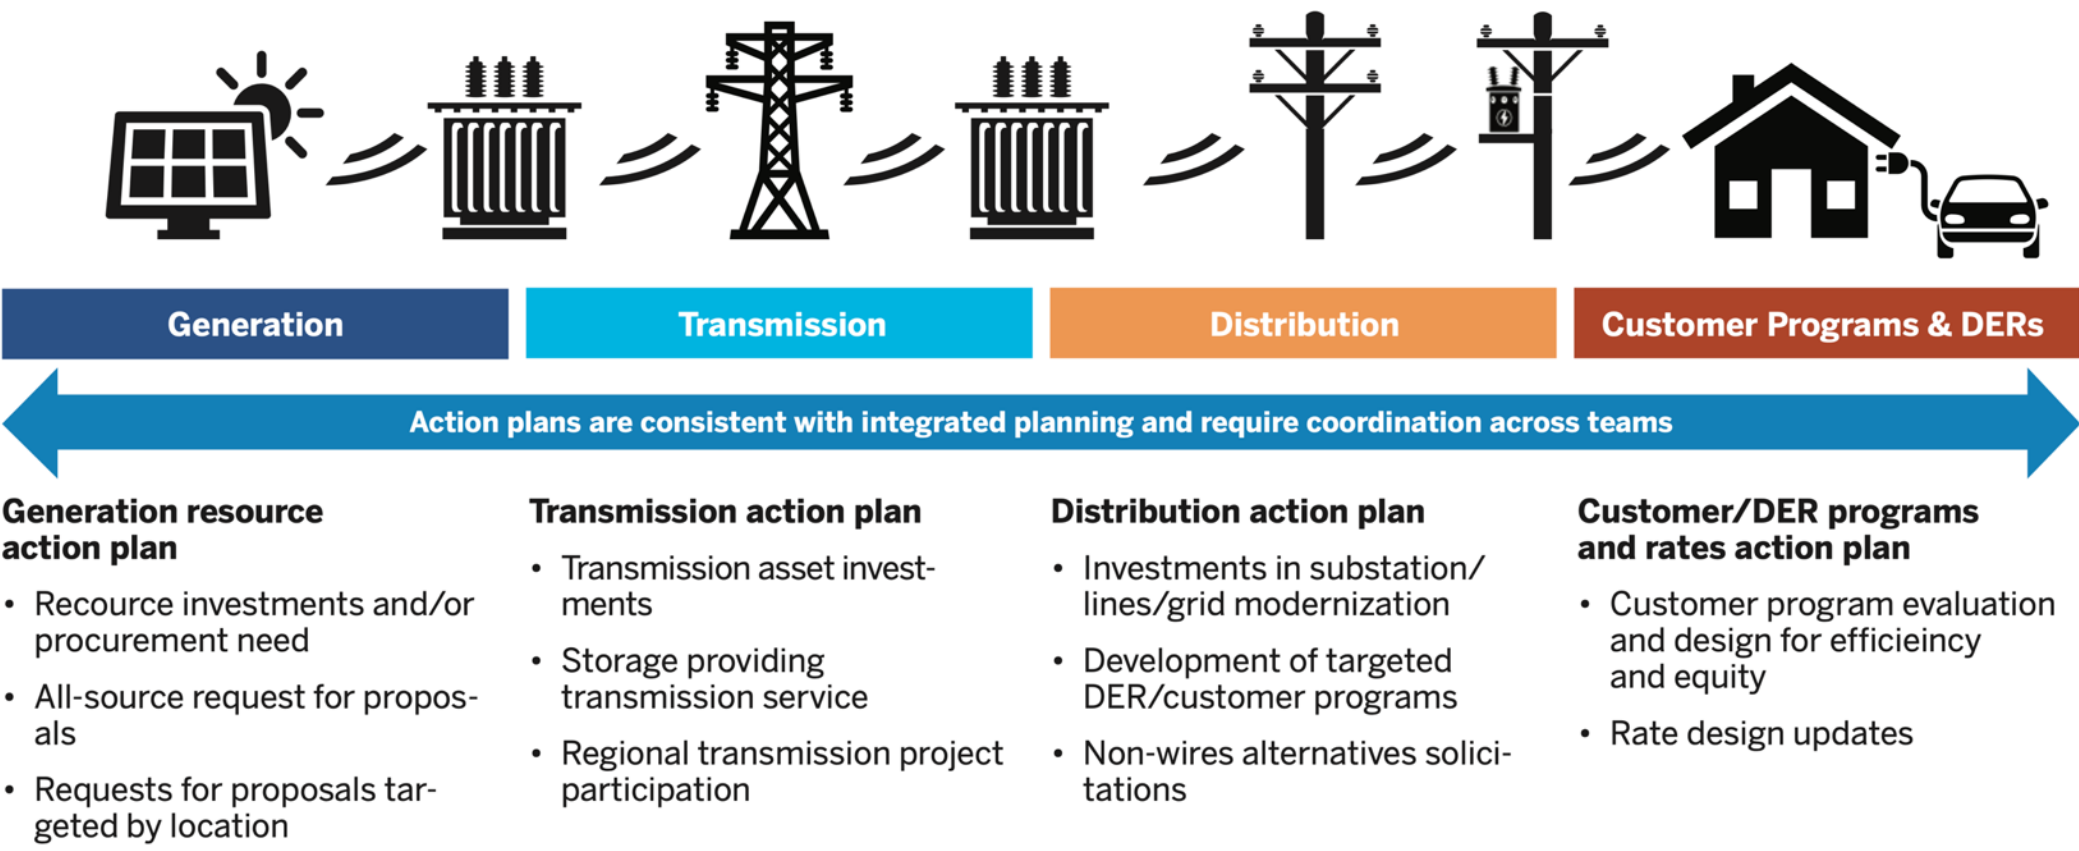 Generation
Transmission
Distribution
Customer Programs & DERs
Action plans are consistent with integrated planning and require coordination across teams
Generation resource
action plan
• Recource investments and/or
procurement need
• All-source request for propos-
als
• Requests for proposals tar-
geted by location
Transmission action plan
• Transmission asset invest-
ments
• Storage providing
transmission service
• Regional transmission project
participation
Distribution action plan
• Investments in substation/
lines/grid modernization
• Development of targeted
DER/customer programs
• Non-wires alternatives solici-
tations
Customer/DER programs
and rates action plan
• Customer program evaluation
and design for efficieincy
and equity
• Rate design updates